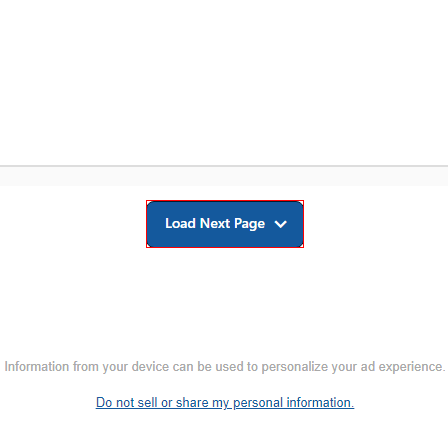 Load Next Page
Information from your device can be used to personalize your ad experience.
Do not sell or share my personal information.